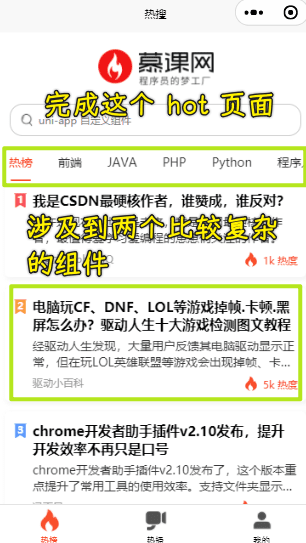 热搜
慕课网
程序员的梦工厂
完成这个 hot 页面
uni-app 自定义组件
热榜 前端 JAVA PHP Python 程序人
1 我是CSDN最硬核作者，谁赞成，谁反对？
涉及到两个比较复杂
的组件
1k 热度
2 电脑玩CF、DNF、LOL等游戏掉帧.卡顿.黑
屏怎么办？驱动人生十大游戏检测图文教程
经驱动人生发现，大量用户反馈其电脑驱动显示正
常，但在玩LOL英雄联盟等游戏会出现掉帧、卡...
驱动小百科
5k 热度
3 chrome开发者助手插件v2.10发布，提升
开发效率不再只是口号
chrome开发者助手插件v2.10发布了，这个版本重
点提升了常用工具的使用效率。支持文件夹显示...
热榜 热榜 我的